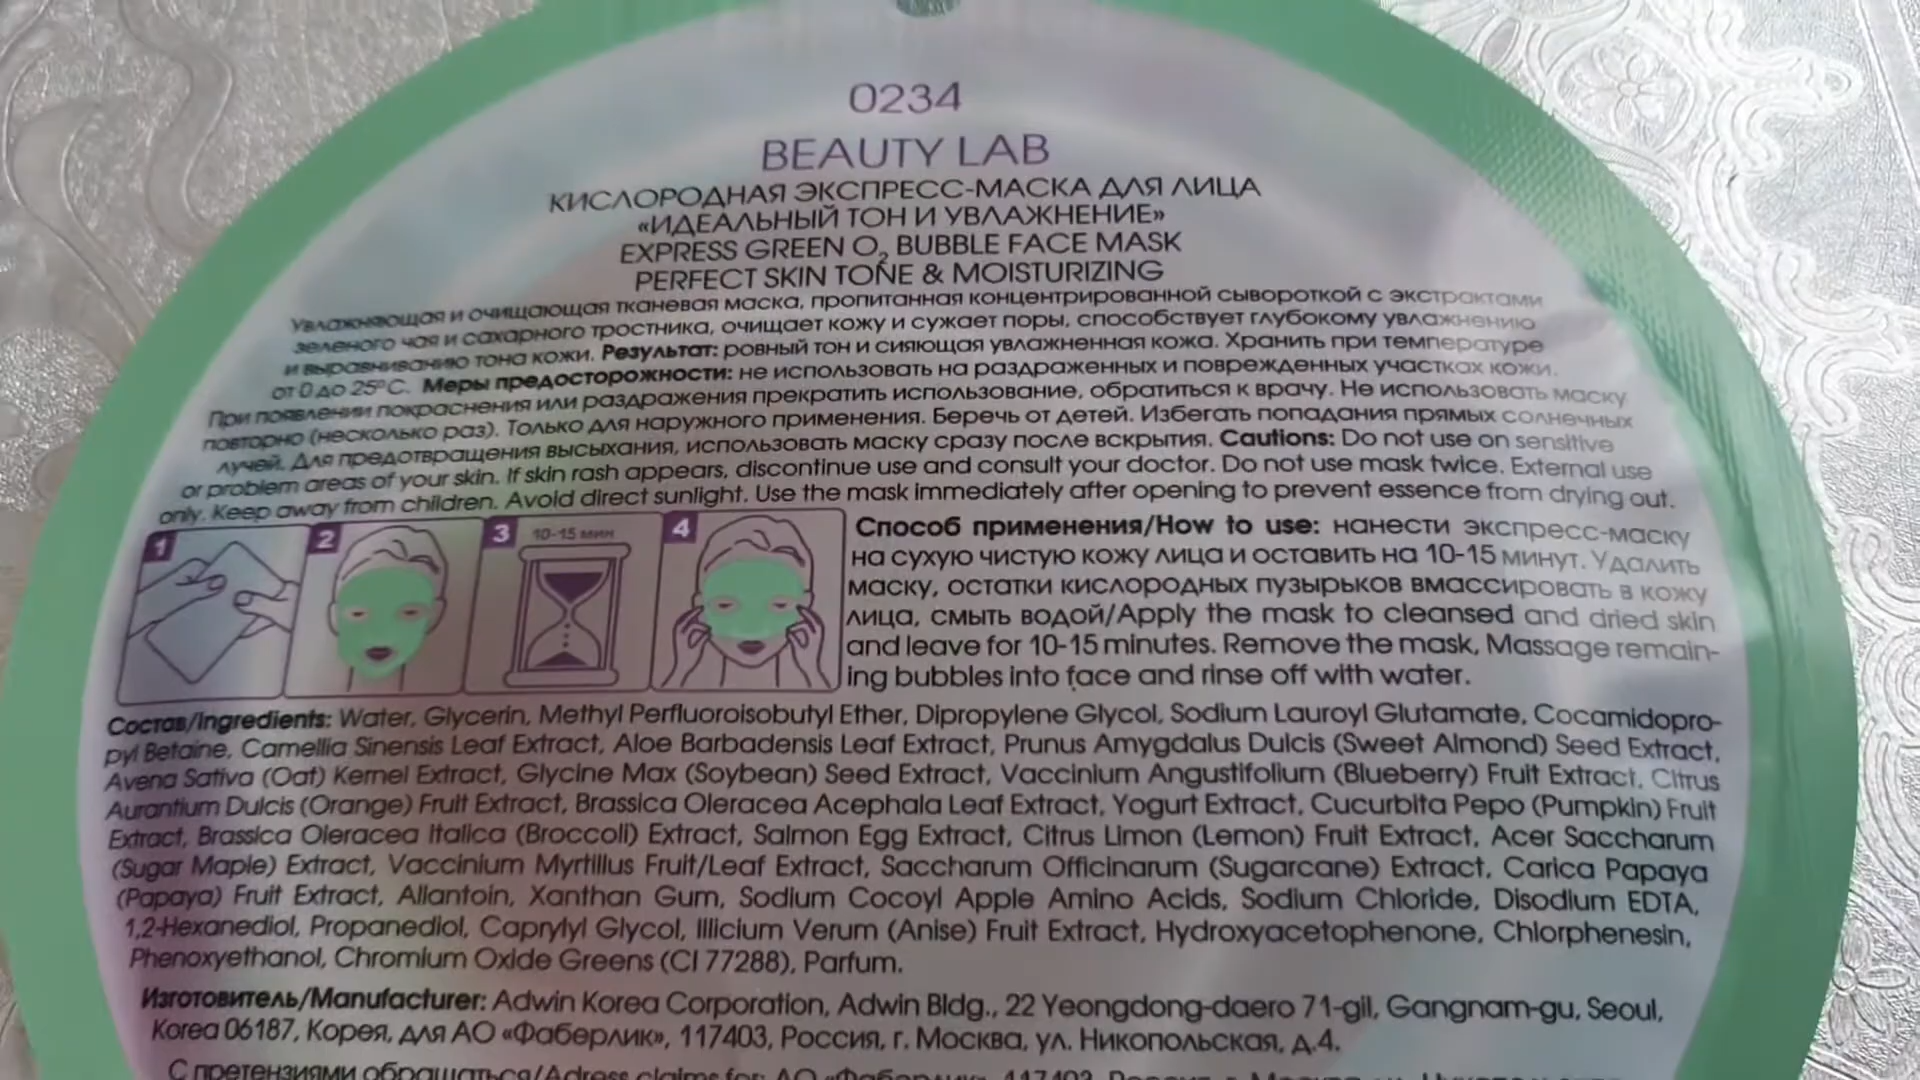 0234
BEAUTY LAB
КИСЛОРОДНАЯ ЭКСПРЕСС-МАСКА ДЛЯ ЛИЦА
«ИДЕАЛЬНЫЙ ТОН И УВЛАЖНЕНИЕ»
EXPRESS GREEN O₂ BUBBLE FACE MASK
PERFECT SKIN TONE & MOISTURIZING
Увлажняющая и очищающая тканевая маска, пропитанная концентрированной сывороткой с экстрактами
зеленого чая и сахарного тростника, очищает кожу и сужает поры, способствует глубокому увлажнению
и выравниванию тона кожи. Результат: ровный тон и сияющая увлажненная кожа. Хранить при температуре
от 0 до 25°C. Меры предосторожности: не использовать на раздраженных и поврежденных участках кожи.
При появлении покраснения или раздражения прекратить использование, обратиться к врачу. Не использовать маску
повторно (несколько раз). Только для наружного применения. Беречь от детей. Избегать попадания прямых солнечных
лучей. Для предотвращения высыхания, использовать маску сразу после вскрытия. Cautions: Do not use on sensitive
or problem areas of your skin. If skin rash appears, discontinue use and consult your doctor. Do not use mask twice. External use
only. Keep away from children. Avoid direct sunlight. Use the mask immediately after opening to prevent essence from drying out.
1 2 3 10-15 мин 4
Способ применения/How to use: нанести экспресс-маску
на сухую чистую кожу лица и оставить на 10-15 минут. Удалить
маску, остатки кислородных пузырьков вмассировать в кожу
лица, смыть водой/Apply the mask to cleansed and dried skin
and leave for 10-15 minutes. Remove the mask, Massage remain-
ing bubbles into face and rinse off with water.
Состав/Ingredients: Water, Glycerin, Methyl Perfluoroisobutyl Ether, Dipropylene Glycol, Sodium Lauroyl Glutamate, Cocamidopro-
pyl Betaine, Camellia Sinensis Leaf Extract, Aloe Barbadensis Leaf Extract, Prunus Amygdalus Dulcis (Sweet Almond) Seed Extract,
Avena Sativa (Oat) Kernel Extract, Glycine Max (Soybean) Seed Extract, Vaccinium Angustifolium (Blueberry) Fruit Extract, Citrus
Aurantium Dulcis (Orange) Fruit Extract, Brassica Oleracea Acephala Leaf Extract, Yogurt Extract, Cucurbita Pepo (Pumpkin) Fruit
Extract, Brassica Oleracea Italica (Broccoli) Extract, Salmon Egg Extract, Citrus Limon (Lemon) Fruit Extract, Acer Saccharum
(Sugar Maple) Extract, Vaccinium Myrtillus Fruit/Leaf Extract, Saccharum Officinarum (Sugarcane) Extract, Carica Papaya
(Papaya) Fruit Extract, Allantoin, Xanthan Gum, Sodium Cocoyl Apple Amino Acids, Sodium Chloride, Disodium EDTA,
1,2-Hexanediol, Propanediol, Caprylyl Glycol, Illicium Verum (Anise) Fruit Extract, Hydroxyacetophenone, Chlorphenesin,
Phenoxyethanol, Chromium Oxide Greens (CI 77288), Parfum.
Изготовитель/Manufacturer: Adwin Korea Corporation, Adwin Bldg., 22 Yeongdong-daero 71-gil, Gangnam-gu, Seoul,
Korea 06187, Корея, для АО «Фаберлик», 117403, Россия, г. Москва, ул. Никопольская, д.4.
С претензиями обращаться/Adress claims for: АО «Фаберлик», 117403,